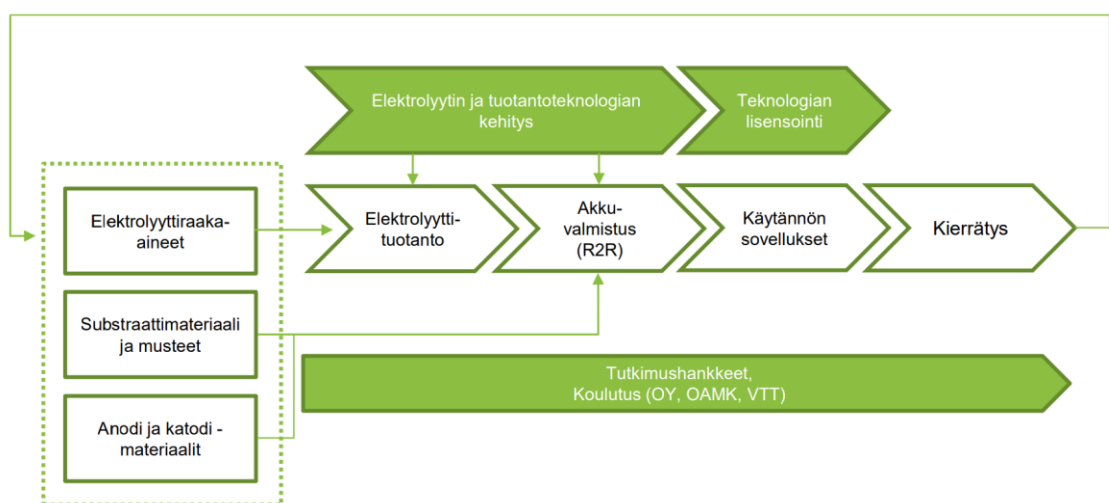 Elektrolyytin ja tuotantoteknologian
kehitys
Teknologian
lisensointi
Elektrolyyttiraaka-
aineet
Elektrolyytti-
tuotanto
Akku-
valmistus
(R2R)
Käytännön
sovellukset
Kierrätys
Substraattimateriaali
ja musteet
Anodi ja katodi -
materiaalit
Tutkimushankkeet,
Koulutus (OY, OAMK, VTT)